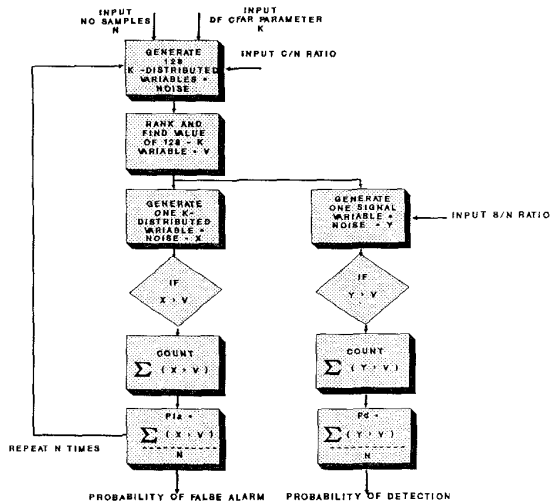 INPUT
NO SAMPLES
N
INPUT
DF CFAR PARAMETER
K
INPUT C/N RATIO
GENERATE
128
K -DISTRIBUTED
VARIABLES +
NOISE
RANK AND
FIND VALUE
OF 128 - K
VARIABLE = V
GENERATE
ONE K-
DISTRIBUTED
VARIABLE +
NOISE = X
GENERATE
ONE SIGNAL
VARIABLE +
NOISE = Y
INPUT S/N RATIO
IF
X > V
IF
Y > V
COUNT
Σ ( X > V )
COUNT
Σ ( Y > V )
Pfa =
Σ ( X > V )
N
Pd =
Σ ( Y > V )
N
REPEAT N TIMES
PROBABILITY OF FALSE ALARM
PROBABILITY OF DETECTION